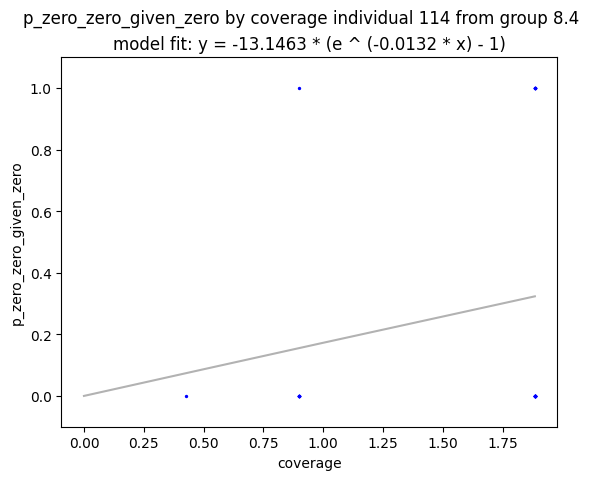 p_zero_zero_given_zero by coverage individual 114 from group 8.4
model fit: y = -13.1463 * (e ^ (-0.0132 * x) - 1)
p_zero_zero_given_zero
1.0
0.8
0.6
0.4
0.2
0.0
0.00 0.25 0.50 0.75 1.00 1.25 1.50 1.75
coverage